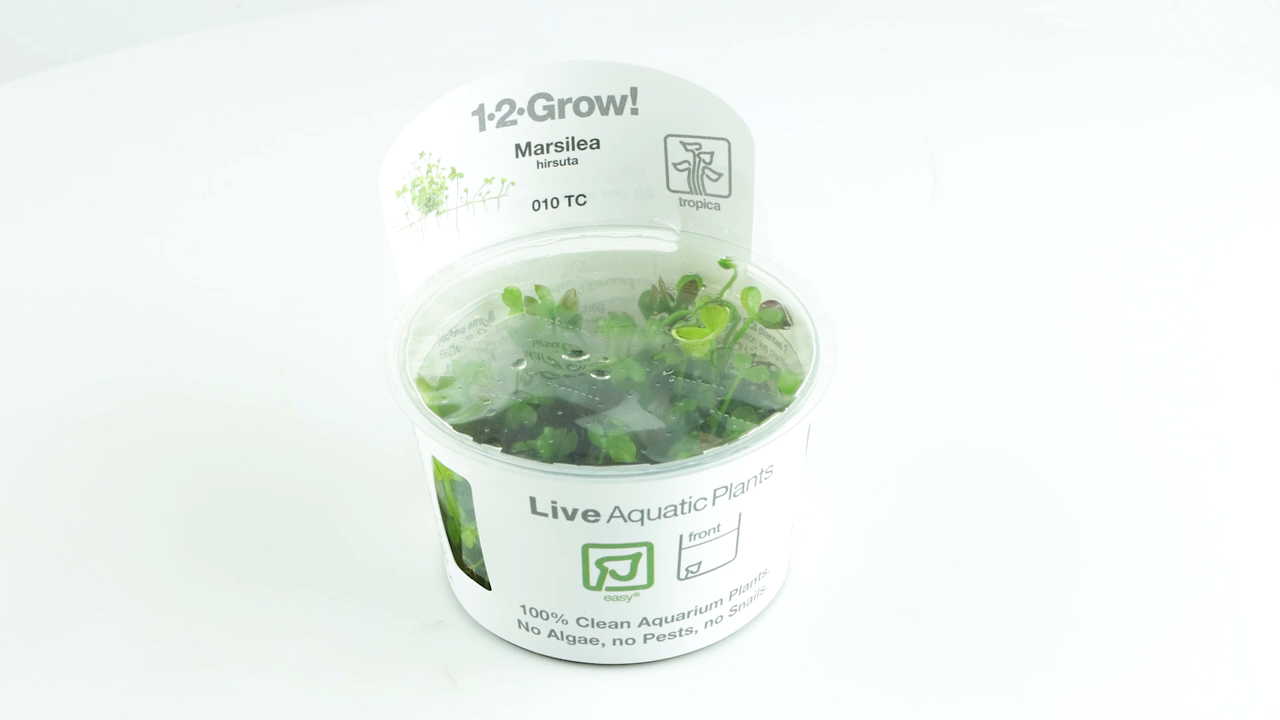 1·2·Grow!
Marsilea
hirsuta
010 TC
tropica
Live Aquatic Plants
front
easy®
100% Clean Aquarium Plants.
No Algae, no Pests, no Snails.